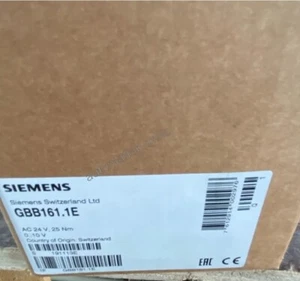 SIEMENS
Siemens Switzerland Ltd
GBB161.1E
AC 24 V, 25 Nm
0..10 V
Country of Origin: Switzerland
GBB161.1E
EAC CE